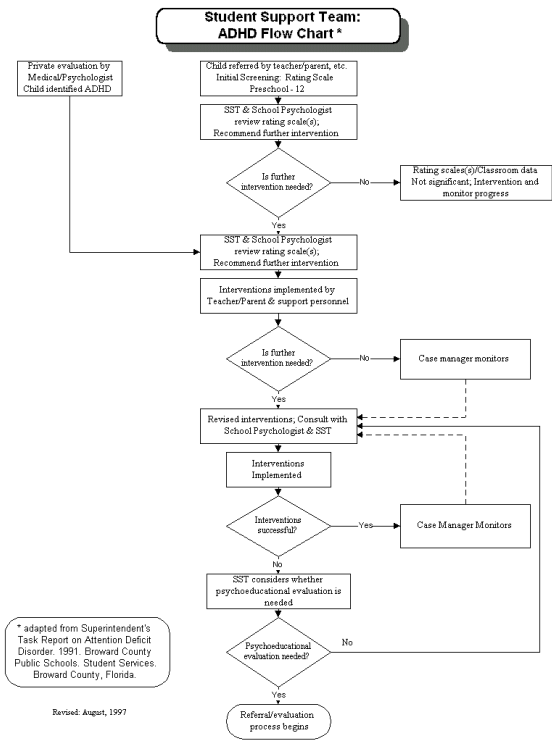 Student Support Team:
ADHD Flow Chart *
Private evaluation by
Medical/Psychologist
Child identified ADHD
Child referred by teacher/parent, etc.
Initial Screening: Rating Scale
Preschool - 12
SST & School Psychologist
review rating scale(s);
Recommend further intervention
Is further
intervention needed?
No
Rating scales(s)/Classroom data
Not significant; Intervention and
monitor progress
Yes
SST & School Psychologist
review rating scale(s);
Recommend further intervention
Interventions implemented by
Teacher/Parent & support personnel
Is further
intervention needed?
No
Case manager monitors
Yes
Revised interventions; Consult with
School Psychologist & SST
Interventions
Implemented
Interventions
successful?
Yes
Case Manager Monitors
No
SST considers whether
psychoeducational evaluation is
needed
Psychoeducational
evaluation needed?
No
Yes
Referral/evaluation
process begins
* adapted from Superintendent's
Task Report on Attention Deficit
Disorder. 1991. Broward County
Public Schools. Student Services.
Broward County, Florida.
Revised: August, 1997